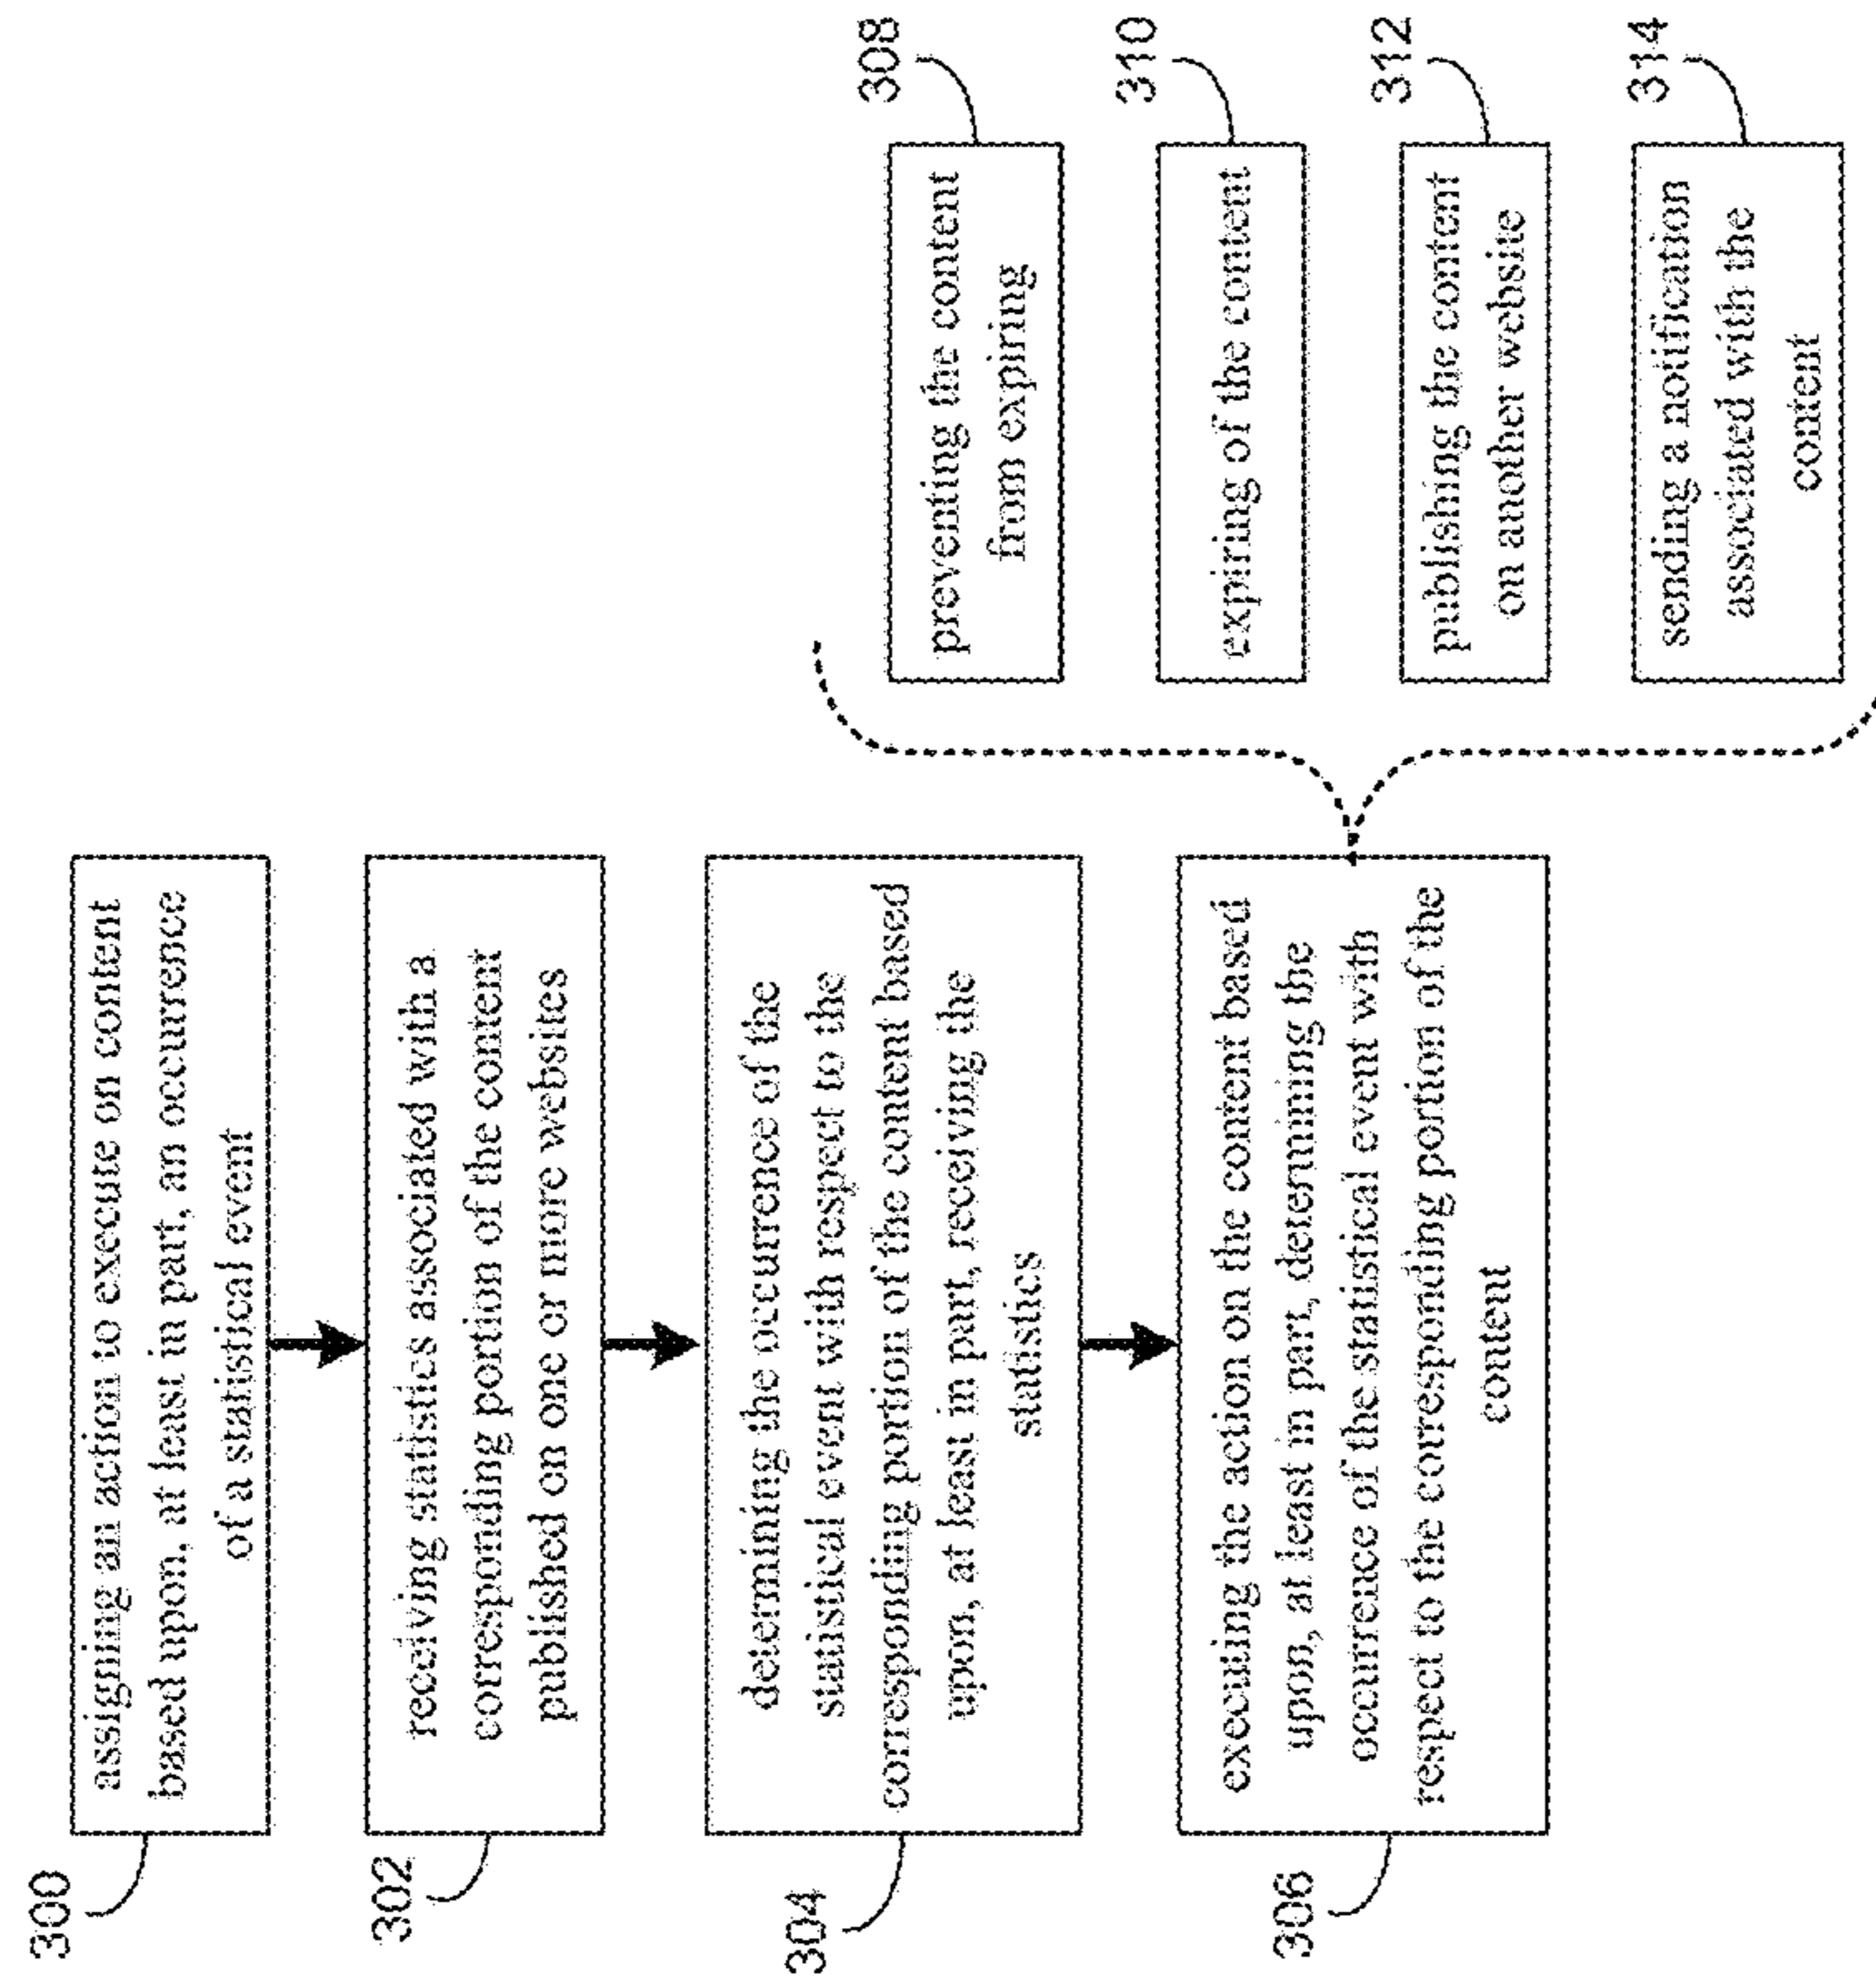 300
assigning an action to execute on content
based upon, at least in part, an occurrence
of a statistical event
302
receiving statistics associated with a
corresponding portion of the content
published on one or more websites
304
determining the occurrence of the
statistical event with respect to the
corresponding portion of the content based
upon, at least in part, receiving the
statistics
306
executing the action on the content based
upon, at least in part, determining the
occurrence of the statistical event with
respect to the corresponding portion of the
content
308
preventing the content
from expiring
310
expiring of the content
312
publishing the content
on another website
314
sending a notification
associated with the
content